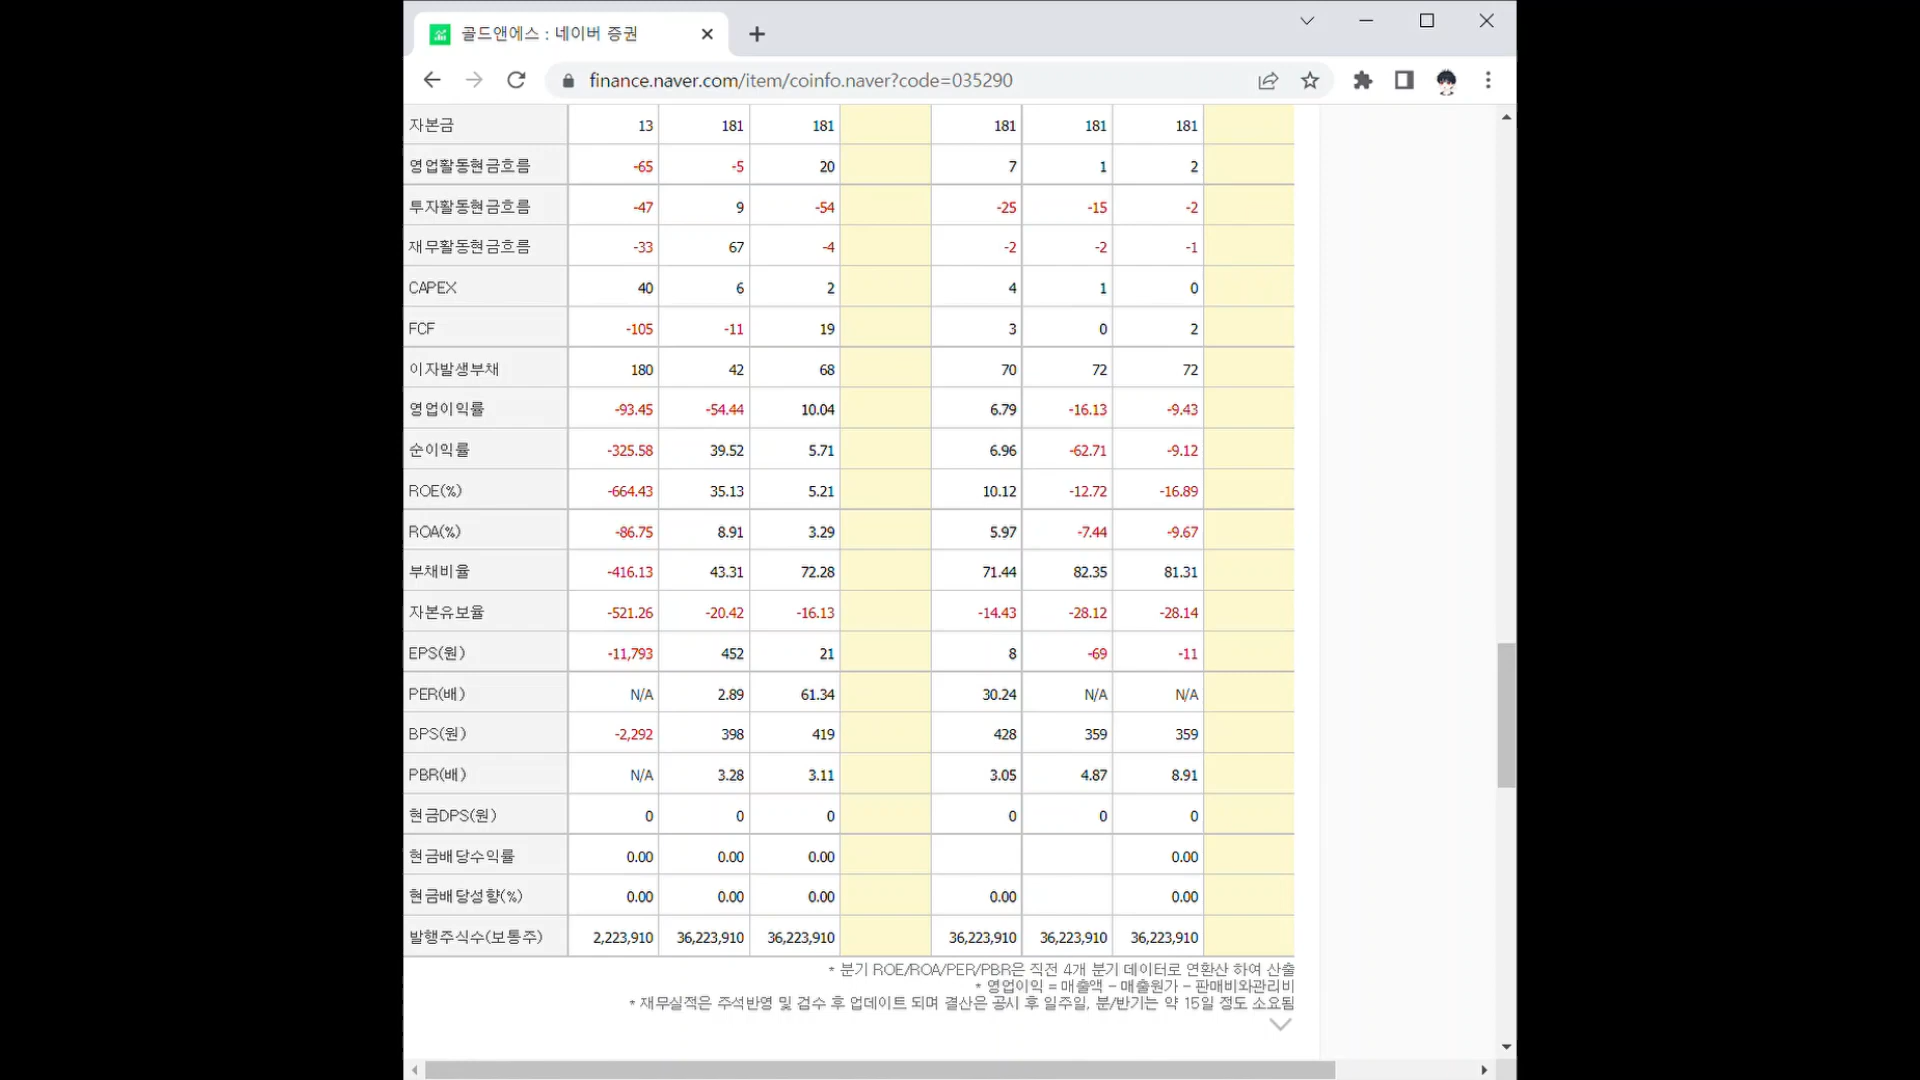 골드앤에스 : 네이버 증권
finance.naver.com/item/coinfo.naver?code=035290
자본금 13 181 181 181 181 181
영업활동현금흐름 -65 -5 20 7 1 2
투자활동현금흐름 -47 9 -54 -25 -15 -2
재무활동현금흐름 -33 67 -4 -2 -2 -1
CAPEX 40 6 2 4 1 0
FCF -105 -11 19 3 0 2
이자발생부채 180 42 68 70 72 72
영업이익률 -93.45 -54.44 10.04 6.79 -16.13 -9.43
순이익률 -325.58 39.52 5.71 6.96 -62.71 -9.12
ROE(%) -664.43 35.13 5.21 10.12 -12.72 -16.89
ROA(%) -86.75 8.91 3.29 5.97 -7.44 -9.67
부채비율 -416.13 43.31 72.28 71.44 82.35 81.31
자본유보율 -521.26 -20.42 -16.13 -14.43 -28.12 -28.14
EPS(원) -11,793 452 21 8 -69 -11
PER(배) N/A 2.89 61.34 30.24 N/A N/A
BPS(원) -2,292 398 419 428 359 359
PBR(배) N/A 3.28 3.11 3.05 4.87 8.91
현금DPS(원) 0 0 0 0 0 0
현금배당수익률 0.00 0.00 0.00 0.00
현금배당성향(%) 0.00 0.00 0.00 0.00 0.00
발행주식수(보통주) 2,223,910 36,223,910 36,223,910 36,223,910 36,223,910 36,223,910
* 분기 ROE/ROA/PER/PBR은 직전 4개 분기 데이터로 연환산 하여 산출
* 영업이익 = 매출액 - 매출원가 - 판매비와관리비
* 재무실적은 주석반영 및 검수 후 업데이트 되며 결산은 공시 후 일주일, 분/반기는 약 15일 정도 소요됨